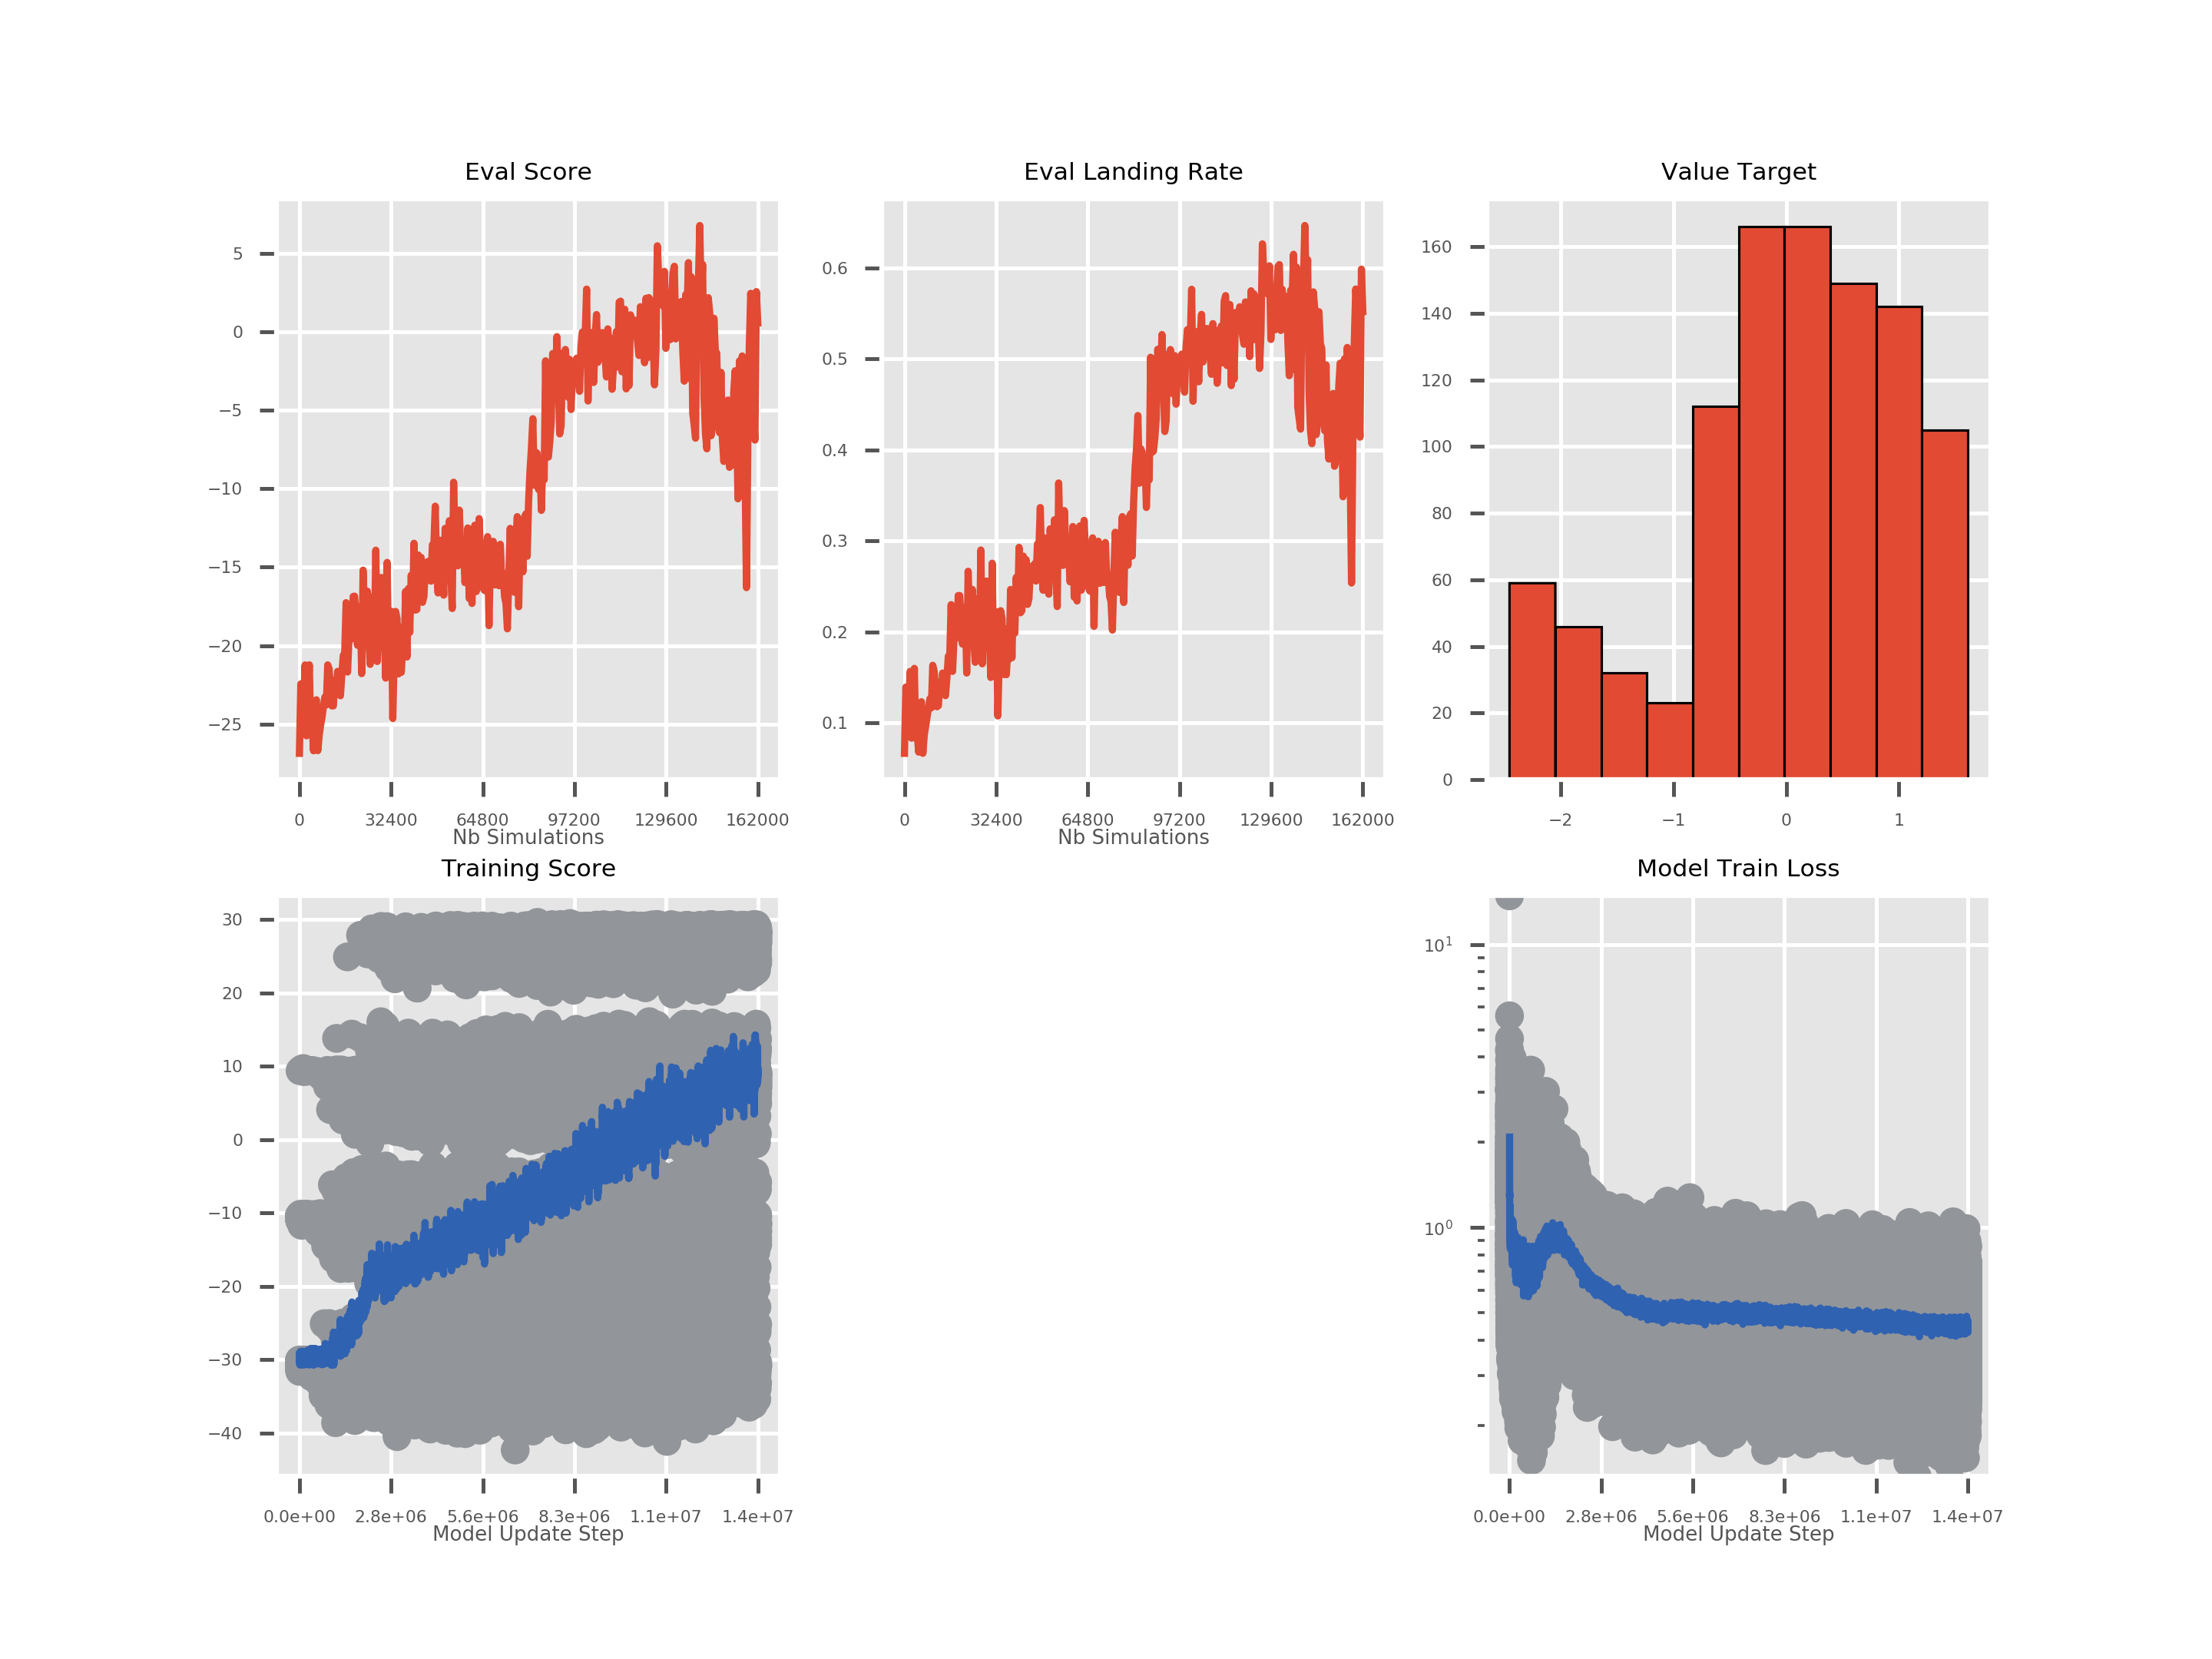 Eval Score
5
0
−5
−10
−15
−20
−25
0 32400 64800 97200 129600 162000
Nb Simulations
Eval Landing Rate
0.6
0.5
0.4
0.3
0.2
0.1
0 32400 64800 97200 129600 162000
Nb Simulations
Value Target
160
140
120
100
80
60
40
20
0
−2 −1 0 1
Training Score
30
20
10
0
−10
−20
−30
−40
0.0e+00 2.8e+06 5.6e+06 8.3e+06 1.1e+07 1.4e+07
Model Update Step
Model Train Loss
10¹
10⁰
0.0e+00 2.8e+06 5.6e+06 8.3e+06 1.1e+07 1.4e+07
Model Update Step